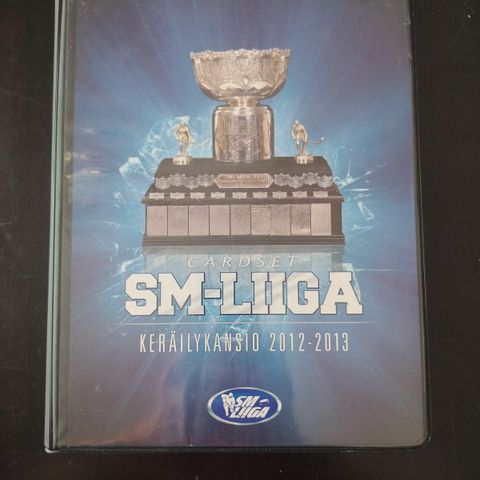 CARDSET
SM-LIIGA
KERÄILYKANSIO 2012-2013
SM
LIIGA